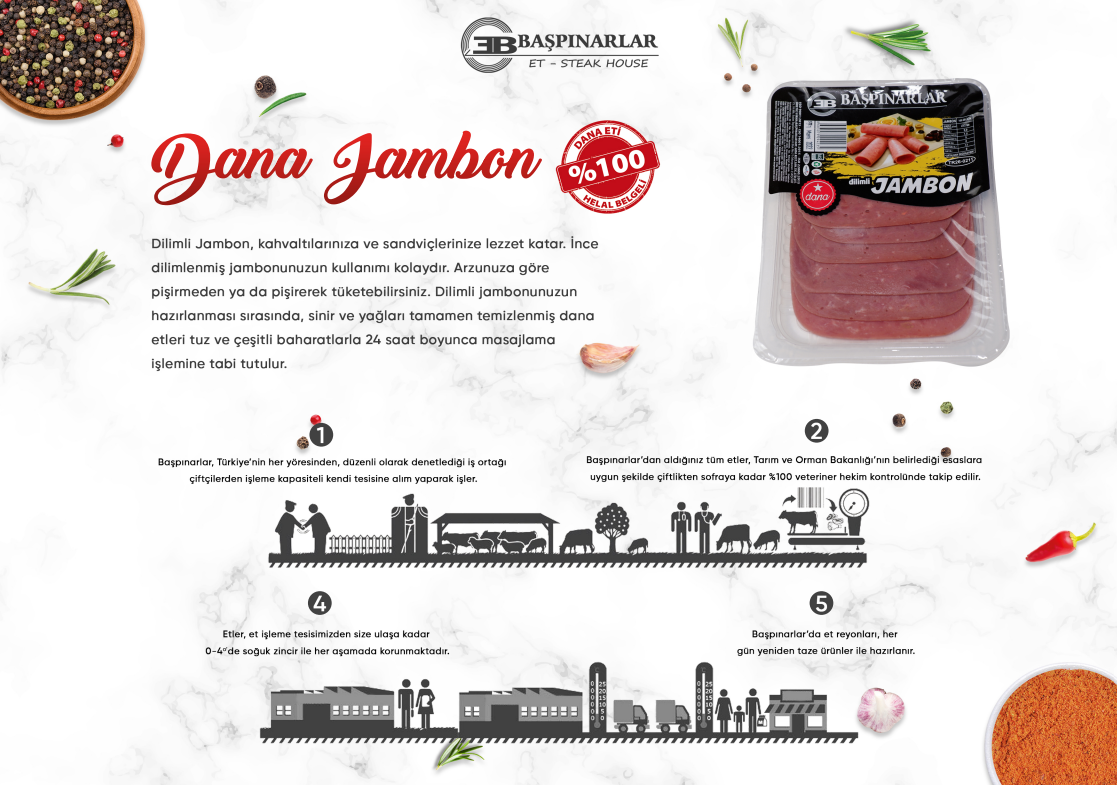 BAŞPINARLAR
ET - STEAK HOUSE
Dana Jambon
DANA ETİ
%100
HELAL BELGELİ
BAŞPINARLAR
dilimli
JAMBON
dana
Dilimli Jambon, kahvaltılarınıza ve sandviçlerinize lezzet katar. İnce
dilimlenmiş jambonunuzun kullanımı kolaydır. Arzunuza göre
pişirmeden ya da pişirerek tüketebilirsiniz. Dilimli jambonunuzun
hazırlanması sırasında, sinir ve yağları tamamen temizlenmiş dana
etleri tuz ve çeşitli baharatlarla 24 saat boyunca masajlama
işlemine tabi tutulur.
1
Başpınarlar, Türkiye'nin her yöresinden, düzenli olarak denetlediği iş ortağı
çiftçilerden işleme kapasiteli kendi tesisine alım yaparak işler.
2
Başpınarlar'dan aldığınız tüm etler, Tarım ve Orman Bakanlığı'nın belirlediği esaslara
uygun şekilde çiftlikten sofraya kadar %100 veteriner hekim kontrolünde takip edilir.
4
Etler, et işleme tesisimizden size ulaşa kadar
0-4°'de soğuk zincir ile her aşamada korunmaktadır.
5
Başpınarlar'da et reyonları, her
gün yeniden taze ürünler ile hazırlanır.